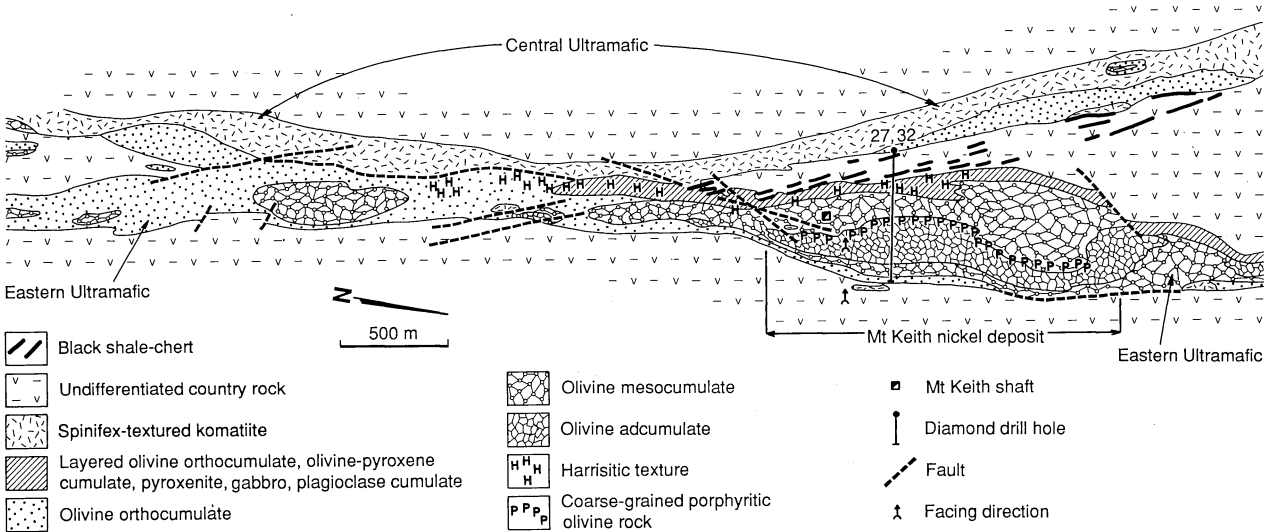 Central Ultramafic
27,32
Eastern Ultramafic
N
500 m
Mt Keith nickel deposit
Eastern Ultramafic
Black shale-chert
Undifferentiated country rock
Spinifex-textured komatiite
Layered olivine orthocumulate, olivine-pyroxene
cumulate, pyroxenite, gabbro, plagioclase cumulate
Olivine orthocumulate
Olivine mesocumulate
Olivine adcumulate
Harrisitic texture
Coarse-grained porphyritic
olivine rock
Mt Keith shaft
Diamond drill hole
Fault
Facing direction